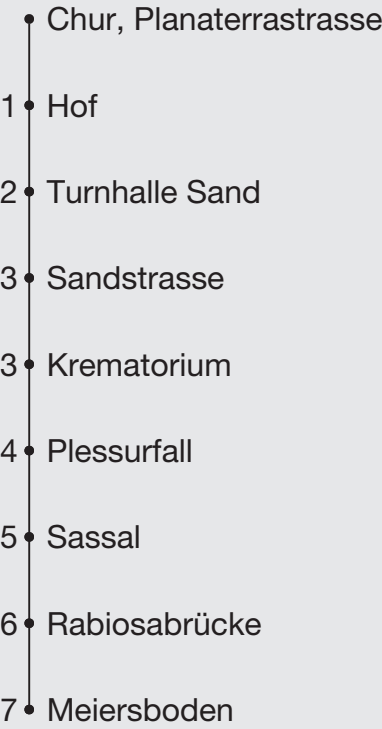 Chur, Planaterrastrasse
1 Hof
2 Turnhalle Sand
3 Sandstrasse
3 Krematorium
4 Plessurfall
5 Sassal
6 Rabiosabrücke
7 Meiersboden